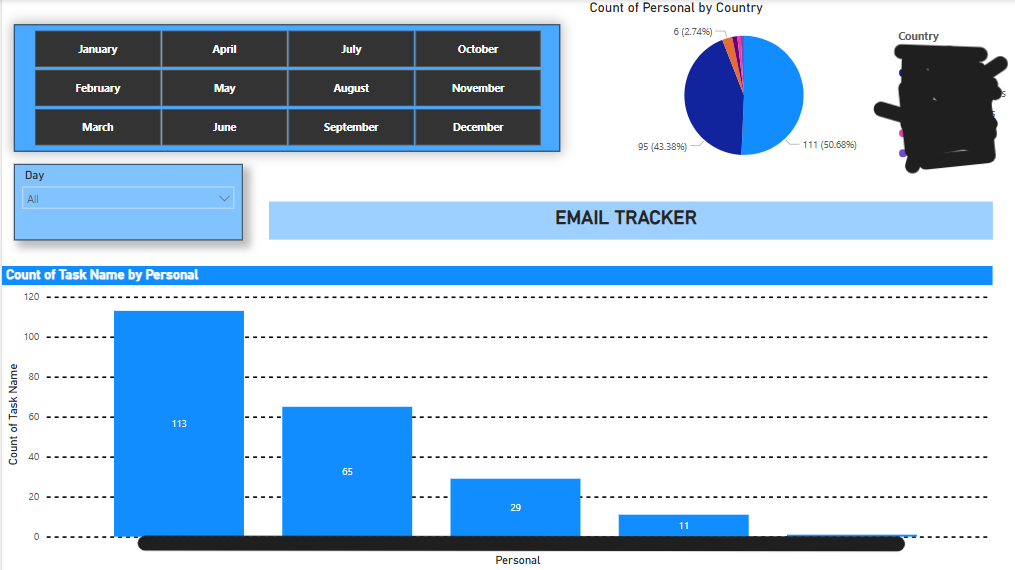 Count of Personal by Country
January April July October
February May August November
March June September December
6 (2.74%)
95 (43.38%)
111 (50.68%)
Country
Day
All
EMAIL TRACKER
Count of Task Name by Personal
120
100
80
60
40
20
0
Count of Task Name
113
65
29
11
Personal